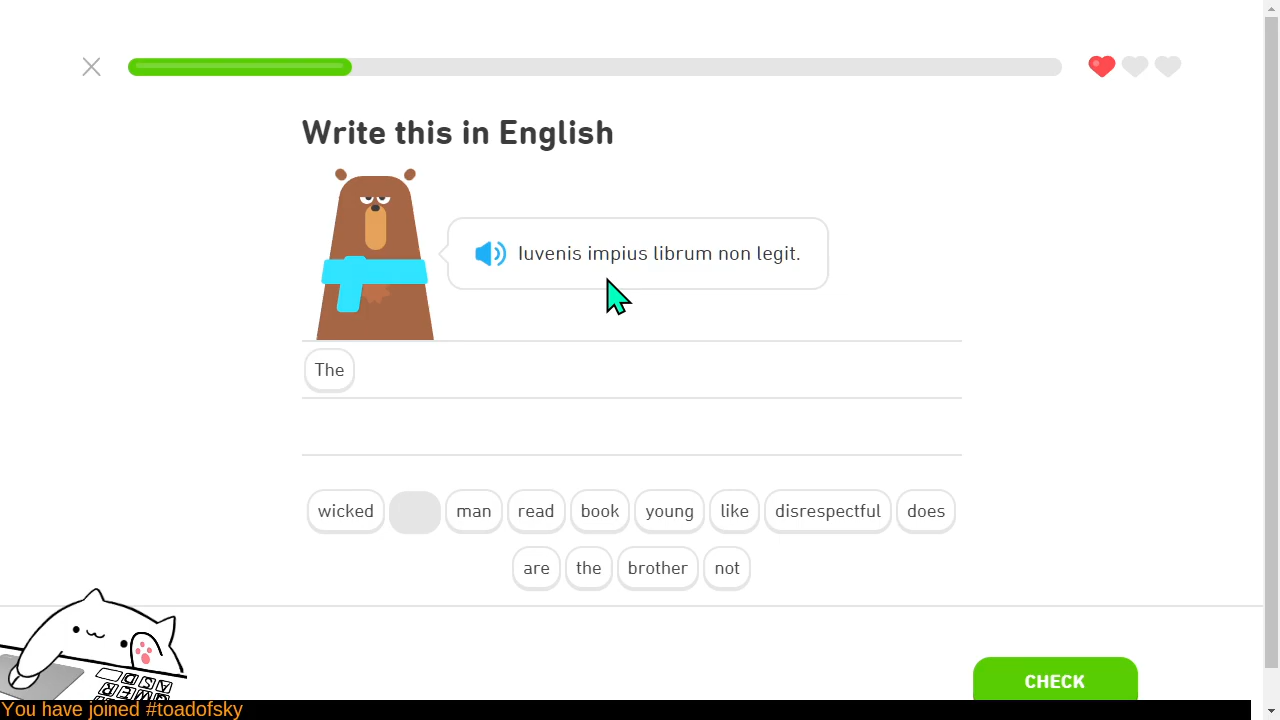 Write this in English
Iuvenis impius librum non legit.
The
wicked man read book young like disrespectful does
are the brother not
CHECK
You have joined #toadofsky